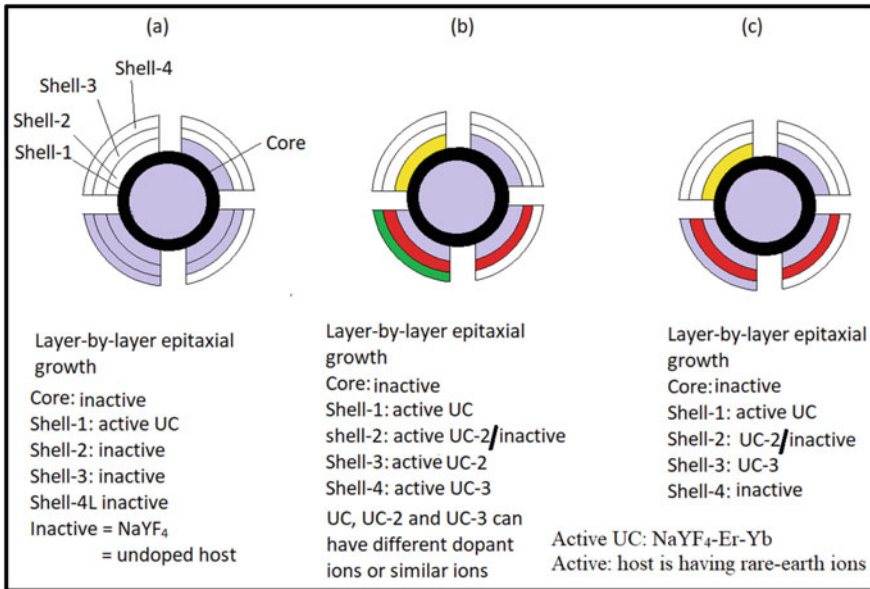 (a)
(b)
(c)
Shell-4
Shell-3
Shell-2
Shell-1
Core
Layer-by-layer epitaxial
growth
Core: inactive
Shell-1: active UC
Shell-2: inactive
Shell-3: inactive
Shell-4L inactive
Inactive = NaYF₄
= undoped host
Layer-by-layer epitaxial
growth
Core: inactive
Shell-1: active UC
shell-2: active UC-2/inactive
Shell-3: active UC-2
Shell-4: active UC-3
UC, UC-2 and UC-3 can
have different dopant
ions or similar ions
Layer-by-layer epitaxial
growth
Core: inactive
Shell-1: active UC
Shell-2: UC-2/inactive
Shell-3: UC-3
Shell-4: inactive
Active UC: NaYF₄-Er-Yb
Active: host is having rare-earth ions